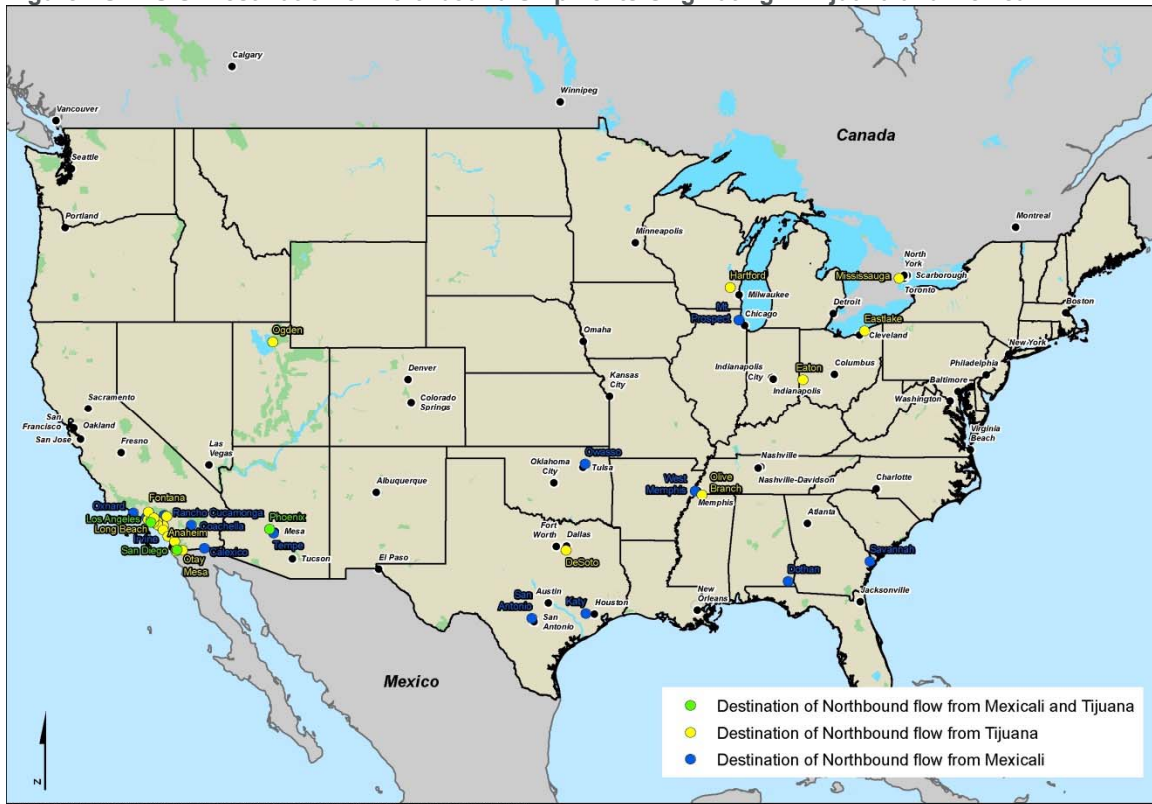 Calgary
Winnipeg
Vancouver
Canada
Seattle
Portland
Montreal
Minneapolis
North
York
Scarborough
Toronto
Mississauga
Hartford
Milwaukee
Mt.
Prospect
Chicago
Detroit
Boston
Eastlake
Cleveland
Ogden
Omaha
New York
Philadelphia
Eaton
Columbus
Indianapolis
City
Indianapolis
Baltimore
Washington
Denver
Colorado
Springs
Kansas
City
Sacramento
San
Francisco
Oakland
San Jose
Fresno
Las
Vegas
Virginia
Beach
Owasso
Tulsa
Oklahoma
City
Nashville
Nashville-Davidson
Charlotte
Albuquerque
West
Memphis
Olive
Branch
Memphis
Oxnard
Fontana
Los Angeles
Rancho Cucamonga
Long Beach
Coachella
Irvine
Anaheim
San Diego
Calexico
Otay
Mesa
Phoenix
Mesa
Tempe
Tucson
El Paso
Fort
Worth
Dallas
DeSoto
Atlanta
Savannah
Dothan
Jacksonville
Austin
San
Antonio
San
Antonio
Katy
Houston
New
Orleans
Mexico
Destination of Northbound flow from Mexicali and Tijuana
Destination of Northbound flow from Tijuana
Destination of Northbound flow from Mexicali
N